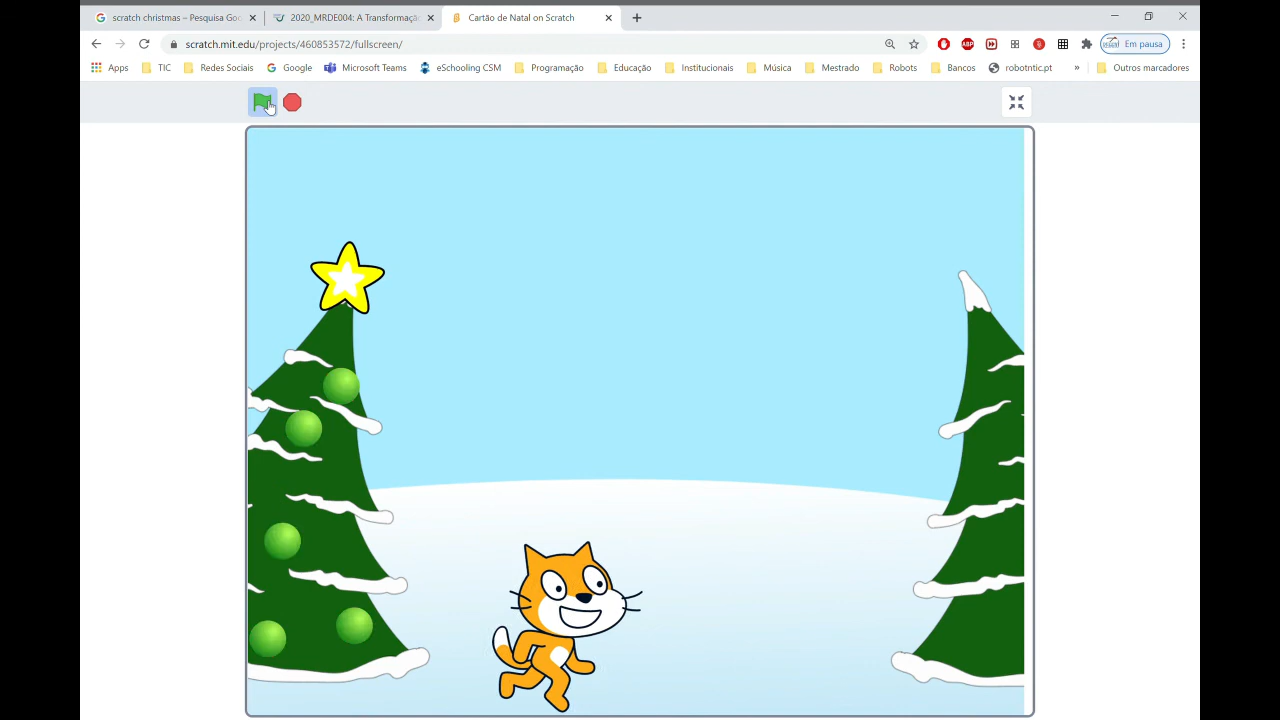 scratch christmas – Pesquisa Goo
2020_MRDE004: A Transformaçã
Cartão de Natal on Scratch
scratch.mit.edu/projects/460853572/fullscreen/
ABP
Em pausa
Apps
TIC
Redes Sociais
Google
Microsoft Teams
eSchooling CSM
Programação
Educação
Institucionais
Música
Mestrado
Robots
Bancos
robotntic.pt
»
Outros marcadores